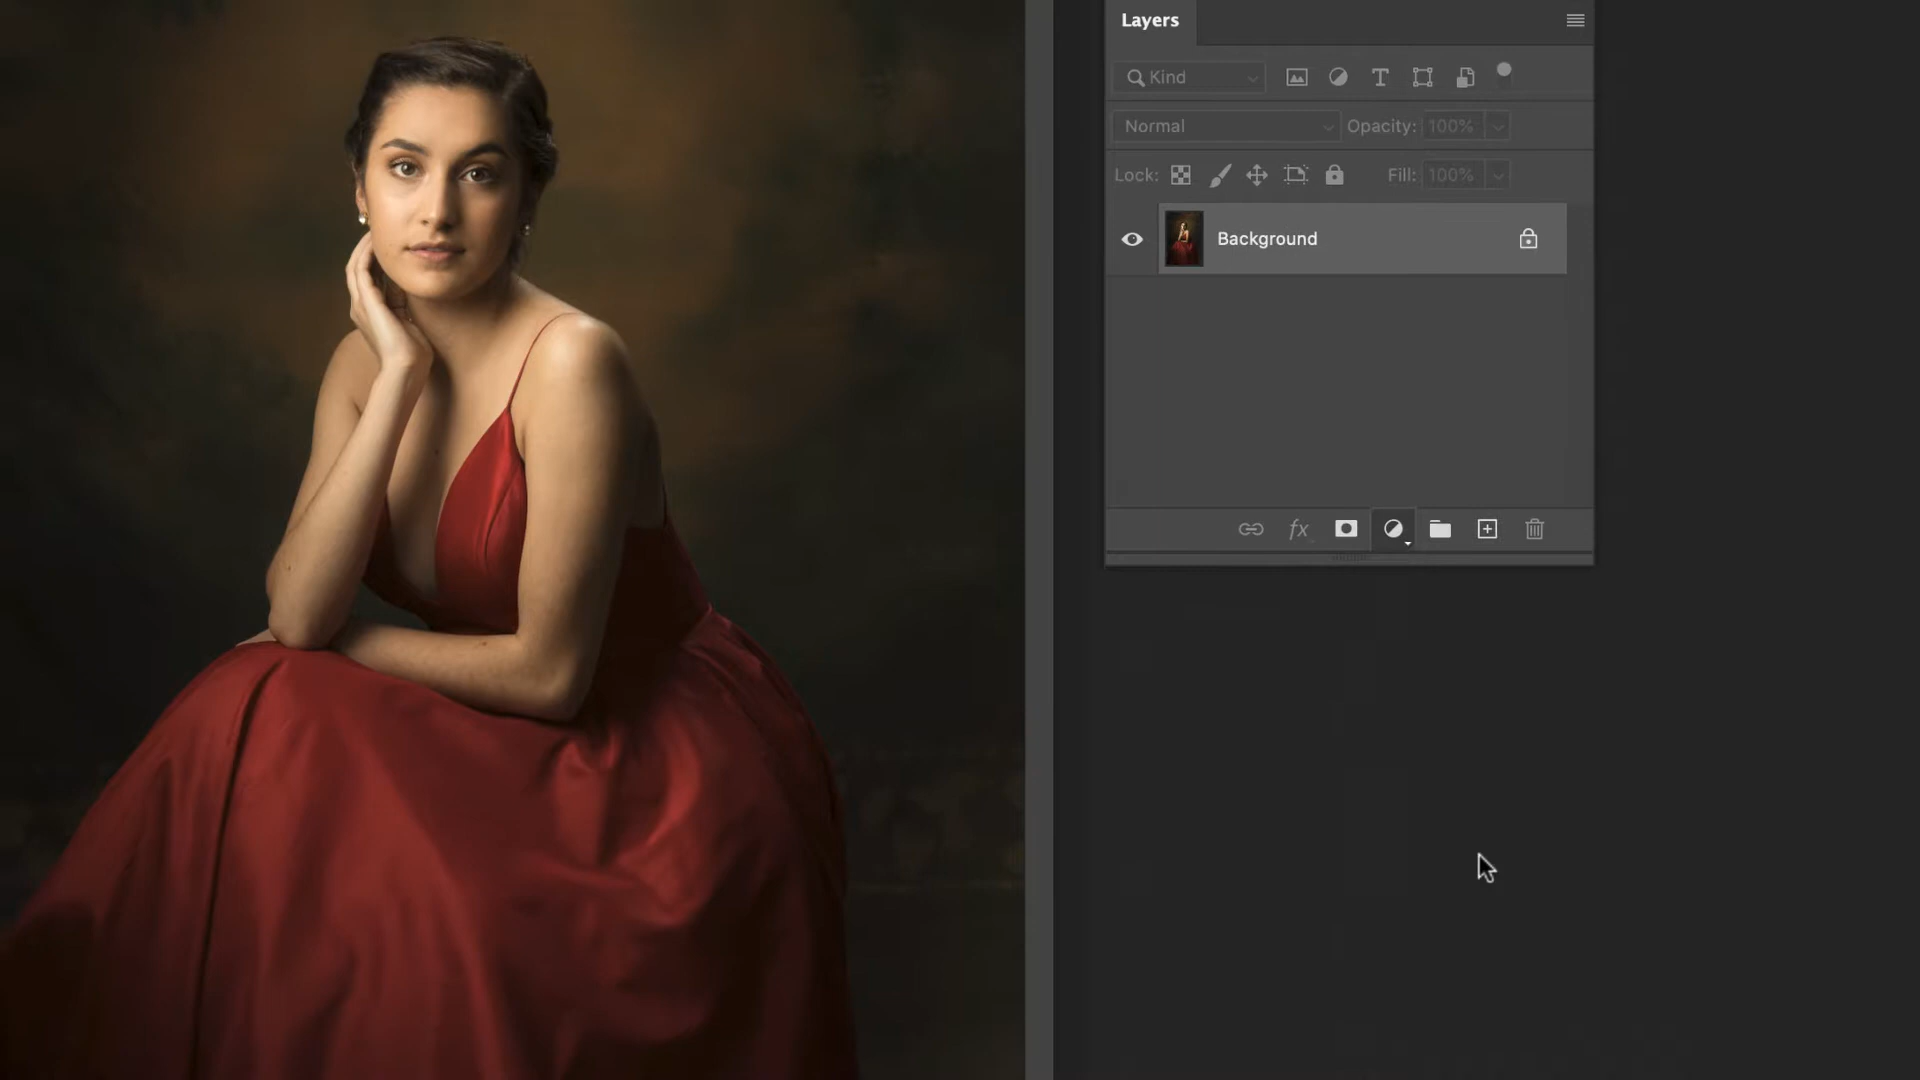 Layers
Kind
Normal Opacity: 100%
Lock: Fill: 100%
Background
fx